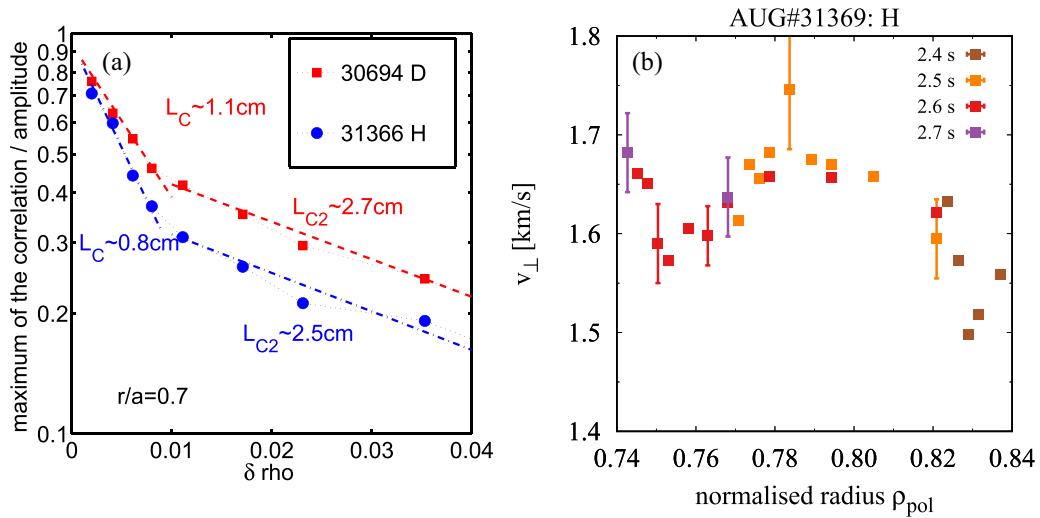 (a)
30694 D
31366 H
L_C~1.1cm
L_C2~2.7cm
L_C~0.8cm
L_C2~2.5cm
r/a=0.7
maximum of the correlation / amplitude
1
0.9
0.8
0.7
0.6
0.5
0.4
0.3
0.2
0.1
0
0.01
0.02
0.03
0.04
δ rho
AUG#31369: H
(b)
2.4 s
2.5 s
2.6 s
2.7 s
v⊥ [km/s]
1.8
1.7
1.6
1.5
1.4
0.74
0.76
0.78
0.80
0.82
0.84
normalised radius ρ_pol